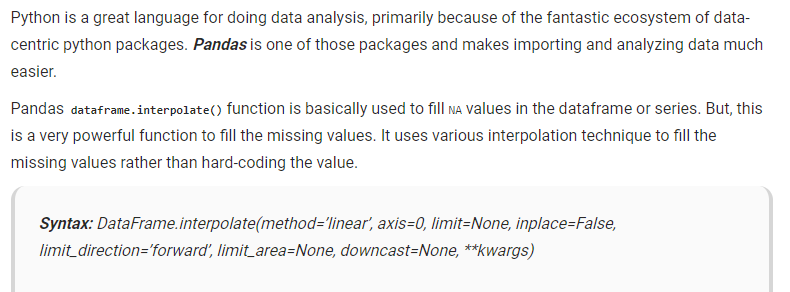 Python is a great language for doing data analysis, primarily because of the fantastic ecosystem of data-
centric python packages. Pandas is one of those packages and makes importing and analyzing data much
easier.
Pandas dataframe.interpolate() function is basically used to fill NA values in the dataframe or series. But, this
is a very powerful function to fill the missing values. It uses various interpolation technique to fill the
missing values rather than hard-coding the value.
Syntax: DataFrame.interpolate(method=’linear’, axis=0, limit=None, inplace=False,
limit_direction=’forward’, limit_area=None, downcast=None, **kwargs)